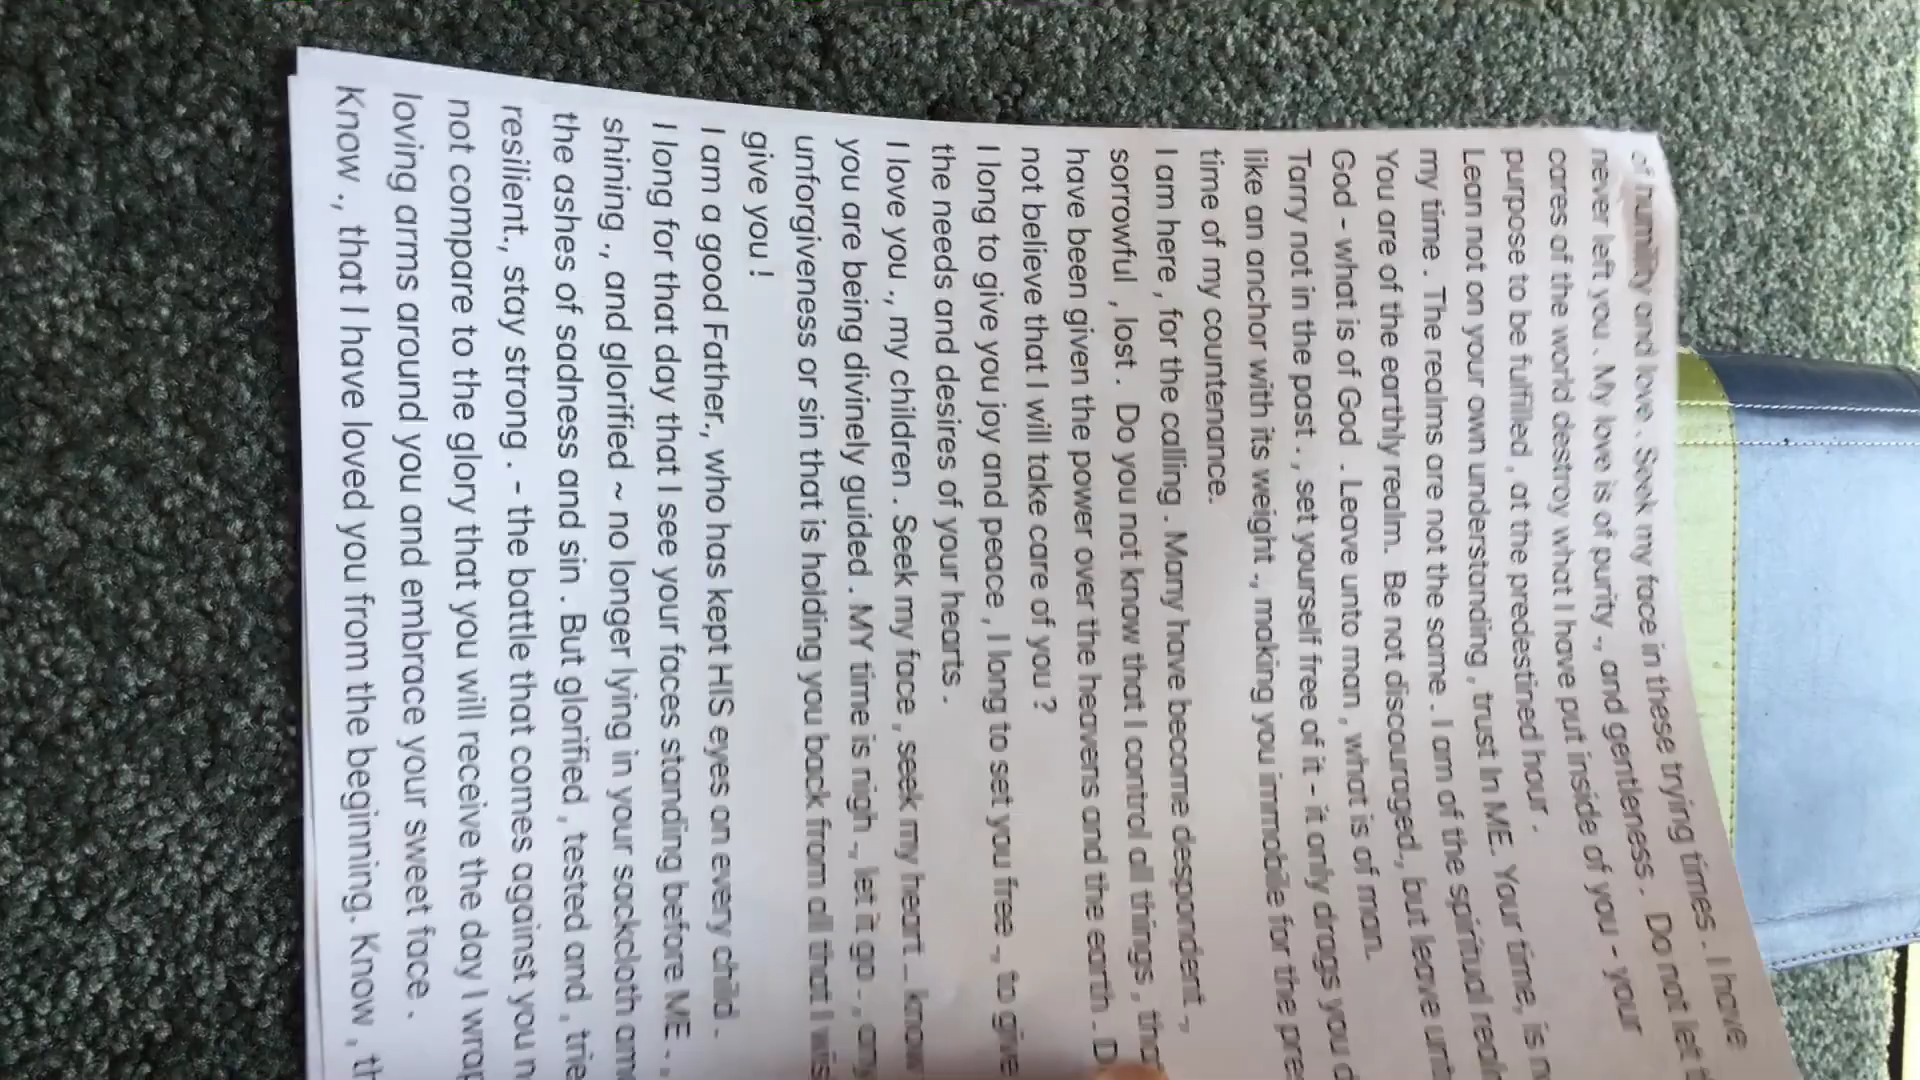 of humility and love . Seek my face in these trying times . I have
never left you . My love is of purity ., and gentleness . Do not let
cares of the world destroy what I have put inside of you - your
purpose to be fulfilled , at the predestined hour .
Lean not on your own understanding , trust In ME. Your time, is
my time . The realms are not the same . I am of the spiritual
You are of the earthly realm. Be not discouraged., but leave
God - what is of God . Leave unto man , what is of man.
Tarry not in the past . , set yourself free of it - it only drags you
like an anchor with its weight ., making you immobile for the
time of my countenance.
I am here , for the calling . Many have become despondent .,
sorrowful , lost . Do you not know that I control all things ,
have been given the power over the heavens and the earth .
not believe that I will take care of you ?
I long to give you joy and peace , I long to set you free ., to give
the needs and desires of your hearts .
I love you ., my children . Seek my face , seek my heart .. know
you are being divinely guided . MY time is nigh ., let it go . , any
unforgiveness or sin that is holding you back from all that I
give you !
I am a good Father., who has kept HIS eyes on every child .
I long for that day that I see your faces standing before ME . ,
shining ., and glorified ~ no longer lying in your sackcloth
the ashes of sadness and sin . But glorified , tested and ,
resilient., stay strong . - the battle that comes against you
not compare to the glory that you will receive the day I
loving arms around you and embrace your sweet face .
Know ., that I have loved you from the beginning. Know ,